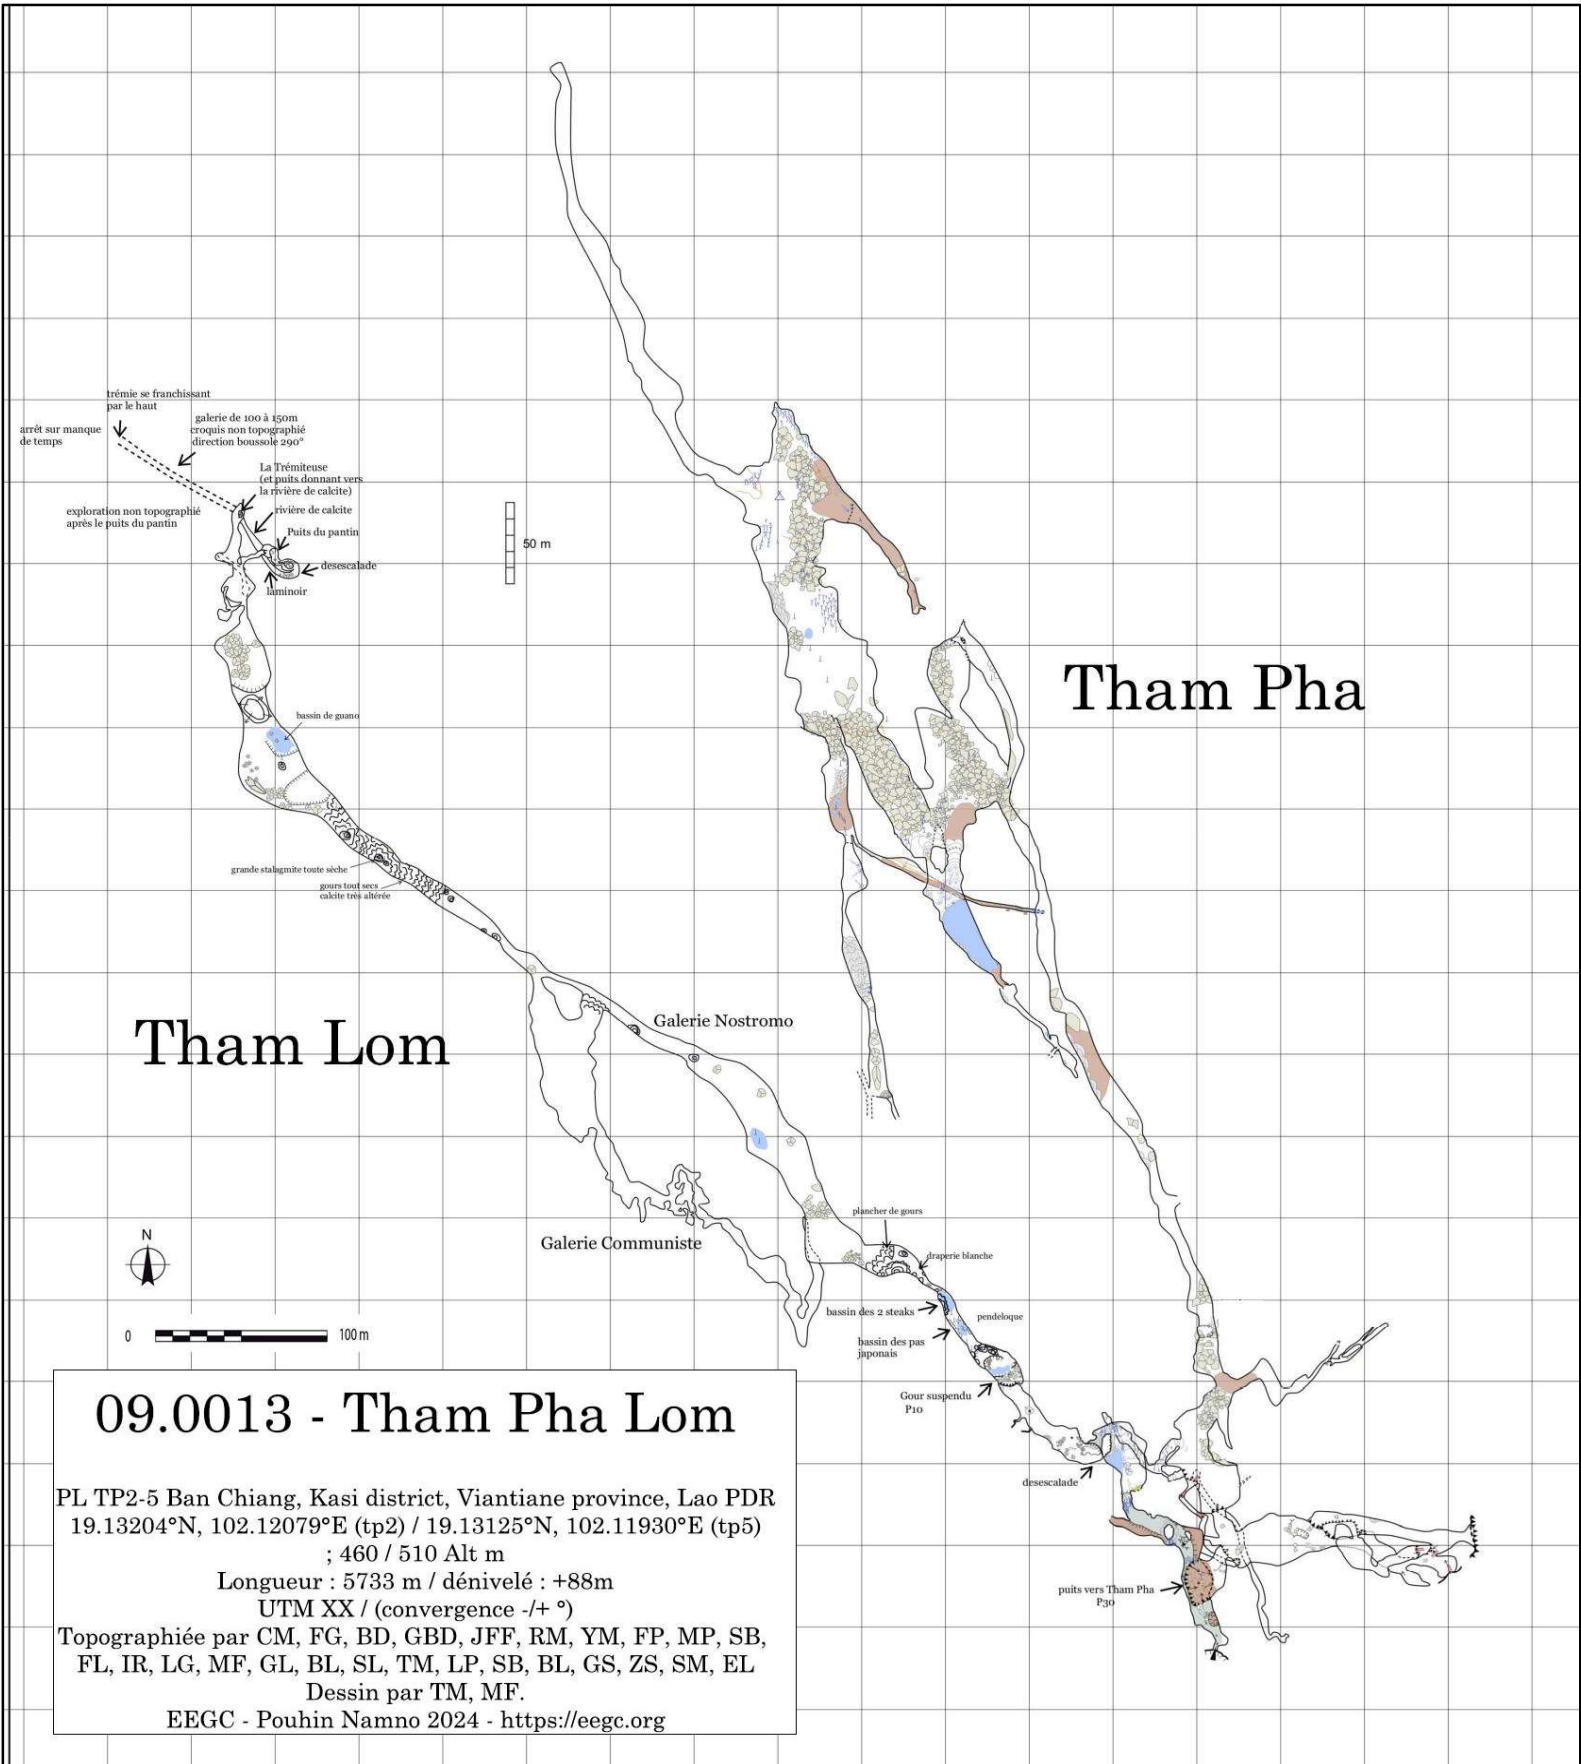 trémie se franchissant
par le haut
arrêt sur manque
de temps
galerie de 100 à 150m
croquis non topographié
direction boussole 290°
La Trémiteuse
(et puits donnant vers
la rivière de calcite)
exploration non topographié
après le puits du pantin
rivière de calcite
Puits du pantin
desescalade
laminoir
50 m
Tham Pha
bassin de guano
grande stalagmite toute sèche
gours tout secs
calcite très altérée
Tham Lom
Galerie Nostromo
Galerie Communiste
plancher de gours
draperie blanche
bassin des 2 steaks
pendeloque
bassin des pas
japonais
Gour suspendu
P10
desescalade
puits vers Tham Pha
P30
N
0
100 m
09.0013 - Tham Pha Lom
PL TP2-5 Ban Chiang, Kasi district, Viantiane province, Lao PDR
19.13204°N, 102.12079°E (tp2) / 19.13125°N, 102.11930°E (tp5)
; 460 / 510 Alt m
Longueur : 5733 m / dénivelé : +88m
UTM XX / (convergence -/+ °)
Topographiée par CM, FG, BD, GBD, JFF, RM, YM, FP, MP, SB,
FL, IR, LG, MF, GL, BL, SL, TM, LP, SB, BL, GS, ZS, SM, EL
Dessin par TM, MF.
EEGC - Pouhin Namno 2024 - https://eegc.org